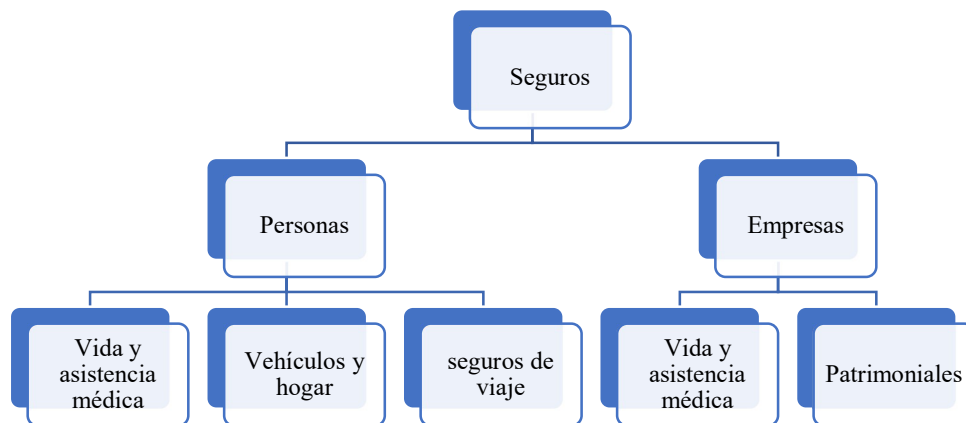 Seguros
Personas
Empresas
Vida y
asistencia
médica
Vehículos y
hogar
seguros de
viaje
Vida y
asistencia
médica
Patrimoniales